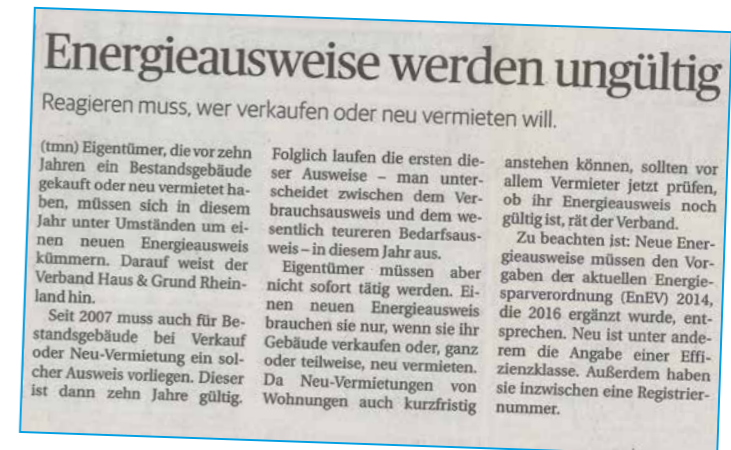 Energieausweise werden ungültig
Reagieren muss, wer verkaufen oder neu vermieten will.
(tmn) Eigentümer, die vor zehn
Jahren ein Bestandsgebäude
gekauft oder neu vermietet ha-
ben, müssen sich in diesem
Jahr unter Umständen um ei-
nen neuen Energieausweis
kümmern. Darauf weist der
Verband Haus & Grund Rhein-
land hin.
Seit 2007 muss auch für Be-
standsgebäude bei Verkauf
oder Neu-Vermietung ein sol-
cher Ausweis vorliegen. Dieser
ist dann zehn Jahre gültig.
Folglich laufen die ersten die-
ser Ausweise – man unter-
scheidet zwischen dem Ver-
brauchsausweis und dem we-
sentlich teureren Bedarfsaus-
weis – in diesem Jahr aus.
Eigentümer müssen aber
nicht sofort tätig werden. Ei-
nen neuen Energieausweis
brauchen sie nur, wenn sie ihr
Gebäude verkaufen oder, ganz
oder teilweise, neu vermieten.
Da Neu-Vermietungen von
Wohnungen auch kurzfristig
anstehen können, sollten vor
allem Vermieter jetzt prüfen,
ob ihr Energieausweis noch
gültig ist, rät der Verband.
Zu beachten ist: Neue Ener-
gieausweise müssen den Vor-
gaben der aktuellen Energie-
sparverordnung (EnEV) 2014,
die 2016 ergänzt wurde, ent-
sprechen. Neu ist unter ande-
rem die Angabe einer Effi-
zienzklasse. Außerdem haben
sie inzwischen eine Registrier-
nummer.